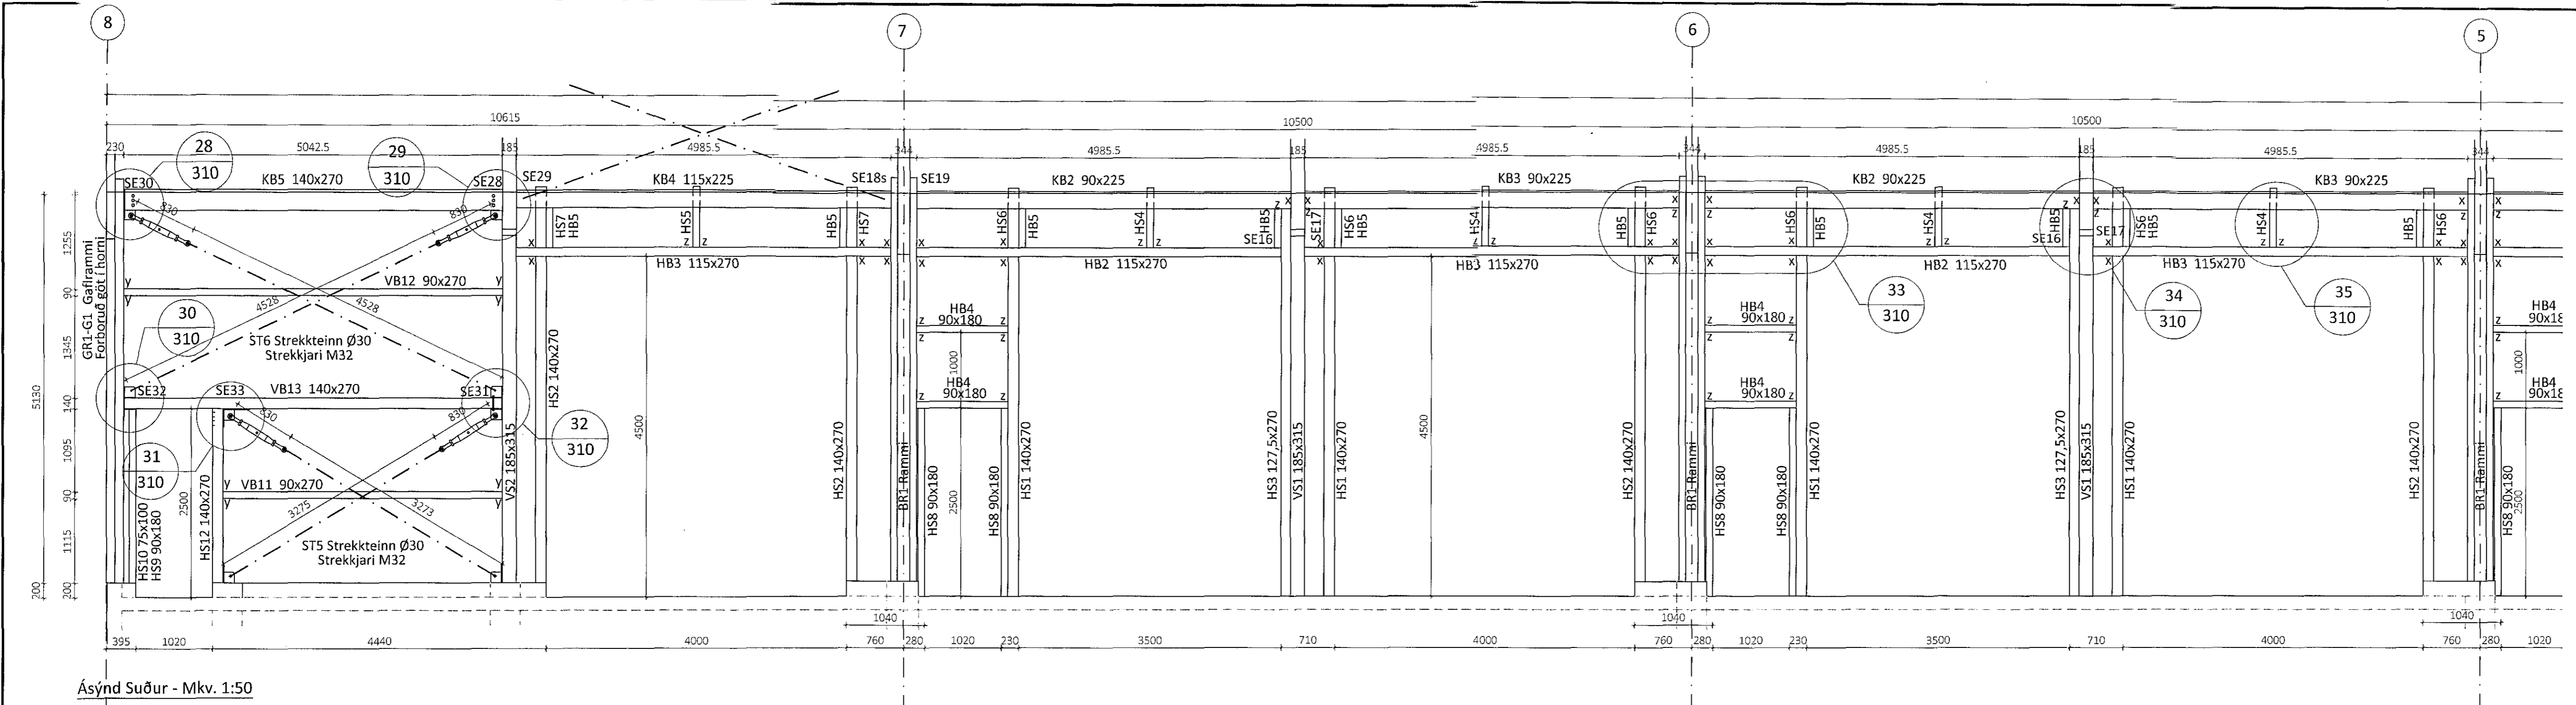 8
7
6
5
10615
10500
10500
230
5042.5
185
4985.5
344
4985.5
185
4985.5
344
4985.5
185
4985.5
344
28
310
29
310
SE30
KB5 140x270
SE28
SE29
KB4 115x225
SE18s
SE19
KB2 90x225
KB3 90x225
KB2 90x225
KB3 90x225
830
830
HS7
HB5
HS5
HB5
HS7
HS6
HB5
HS4
HB5
SE16
SE17
HS6
HB5
HS4
HB5
HS6
HS6
HB5
HS4
HB5
SE16
SE17
HS6
HB5
HS4
HB5
HS6
x
z
y
HB3 115x270
HB2 115x270
HB3 115x270
HB2 115x270
HB3 115x270
GR1-G1 Gaflrammi
Forboruð göt í horni
VB12 90x270
4528
4528
30
310
ST6 Strekkteinn Ø30
Strekkjari M32
33
310
34
310
35
310
HB4
90x180
HB4
90x180
HB4
90x18
1000
1000
HB4
90x180
HB4
90x180
HB4
90x18
SE32
SE33
VB13 140x270
SE31
830
830
32
310
31
310
VB11 90x270
3275
3273
ST5 Strekkteinn Ø30
Strekkjari M32
5130
200
1255
90
1345
140
1095
90
1115
200
HS10 75x100
HS9 90x180
2500
HS12 140x270
VS2 185x315
HS2 140x270
4500
HS2 140x270
BR1 Rammi
HS8 90x180
2500
HS8 90x180
HS1 140x270
HS3 127,5x270
VS1 185x315
HS1 140x270
4500
HS2 140x270
BR1 Rammi
HS8 90x180
HS8 90x180
HS1 140x270
HS3 127,5x270
VS1 185x315
HS1 140x270
HS2 140x270
BR1 Rammi
HS8 90x180
2500
1040
1040
1040
395
1020
4440
4000
760
280
1020
230
3500
710
4000
760
280
1020
230
3500
710
4000
760
280
1020
Ásýnd Suður - Mkv. 1:50